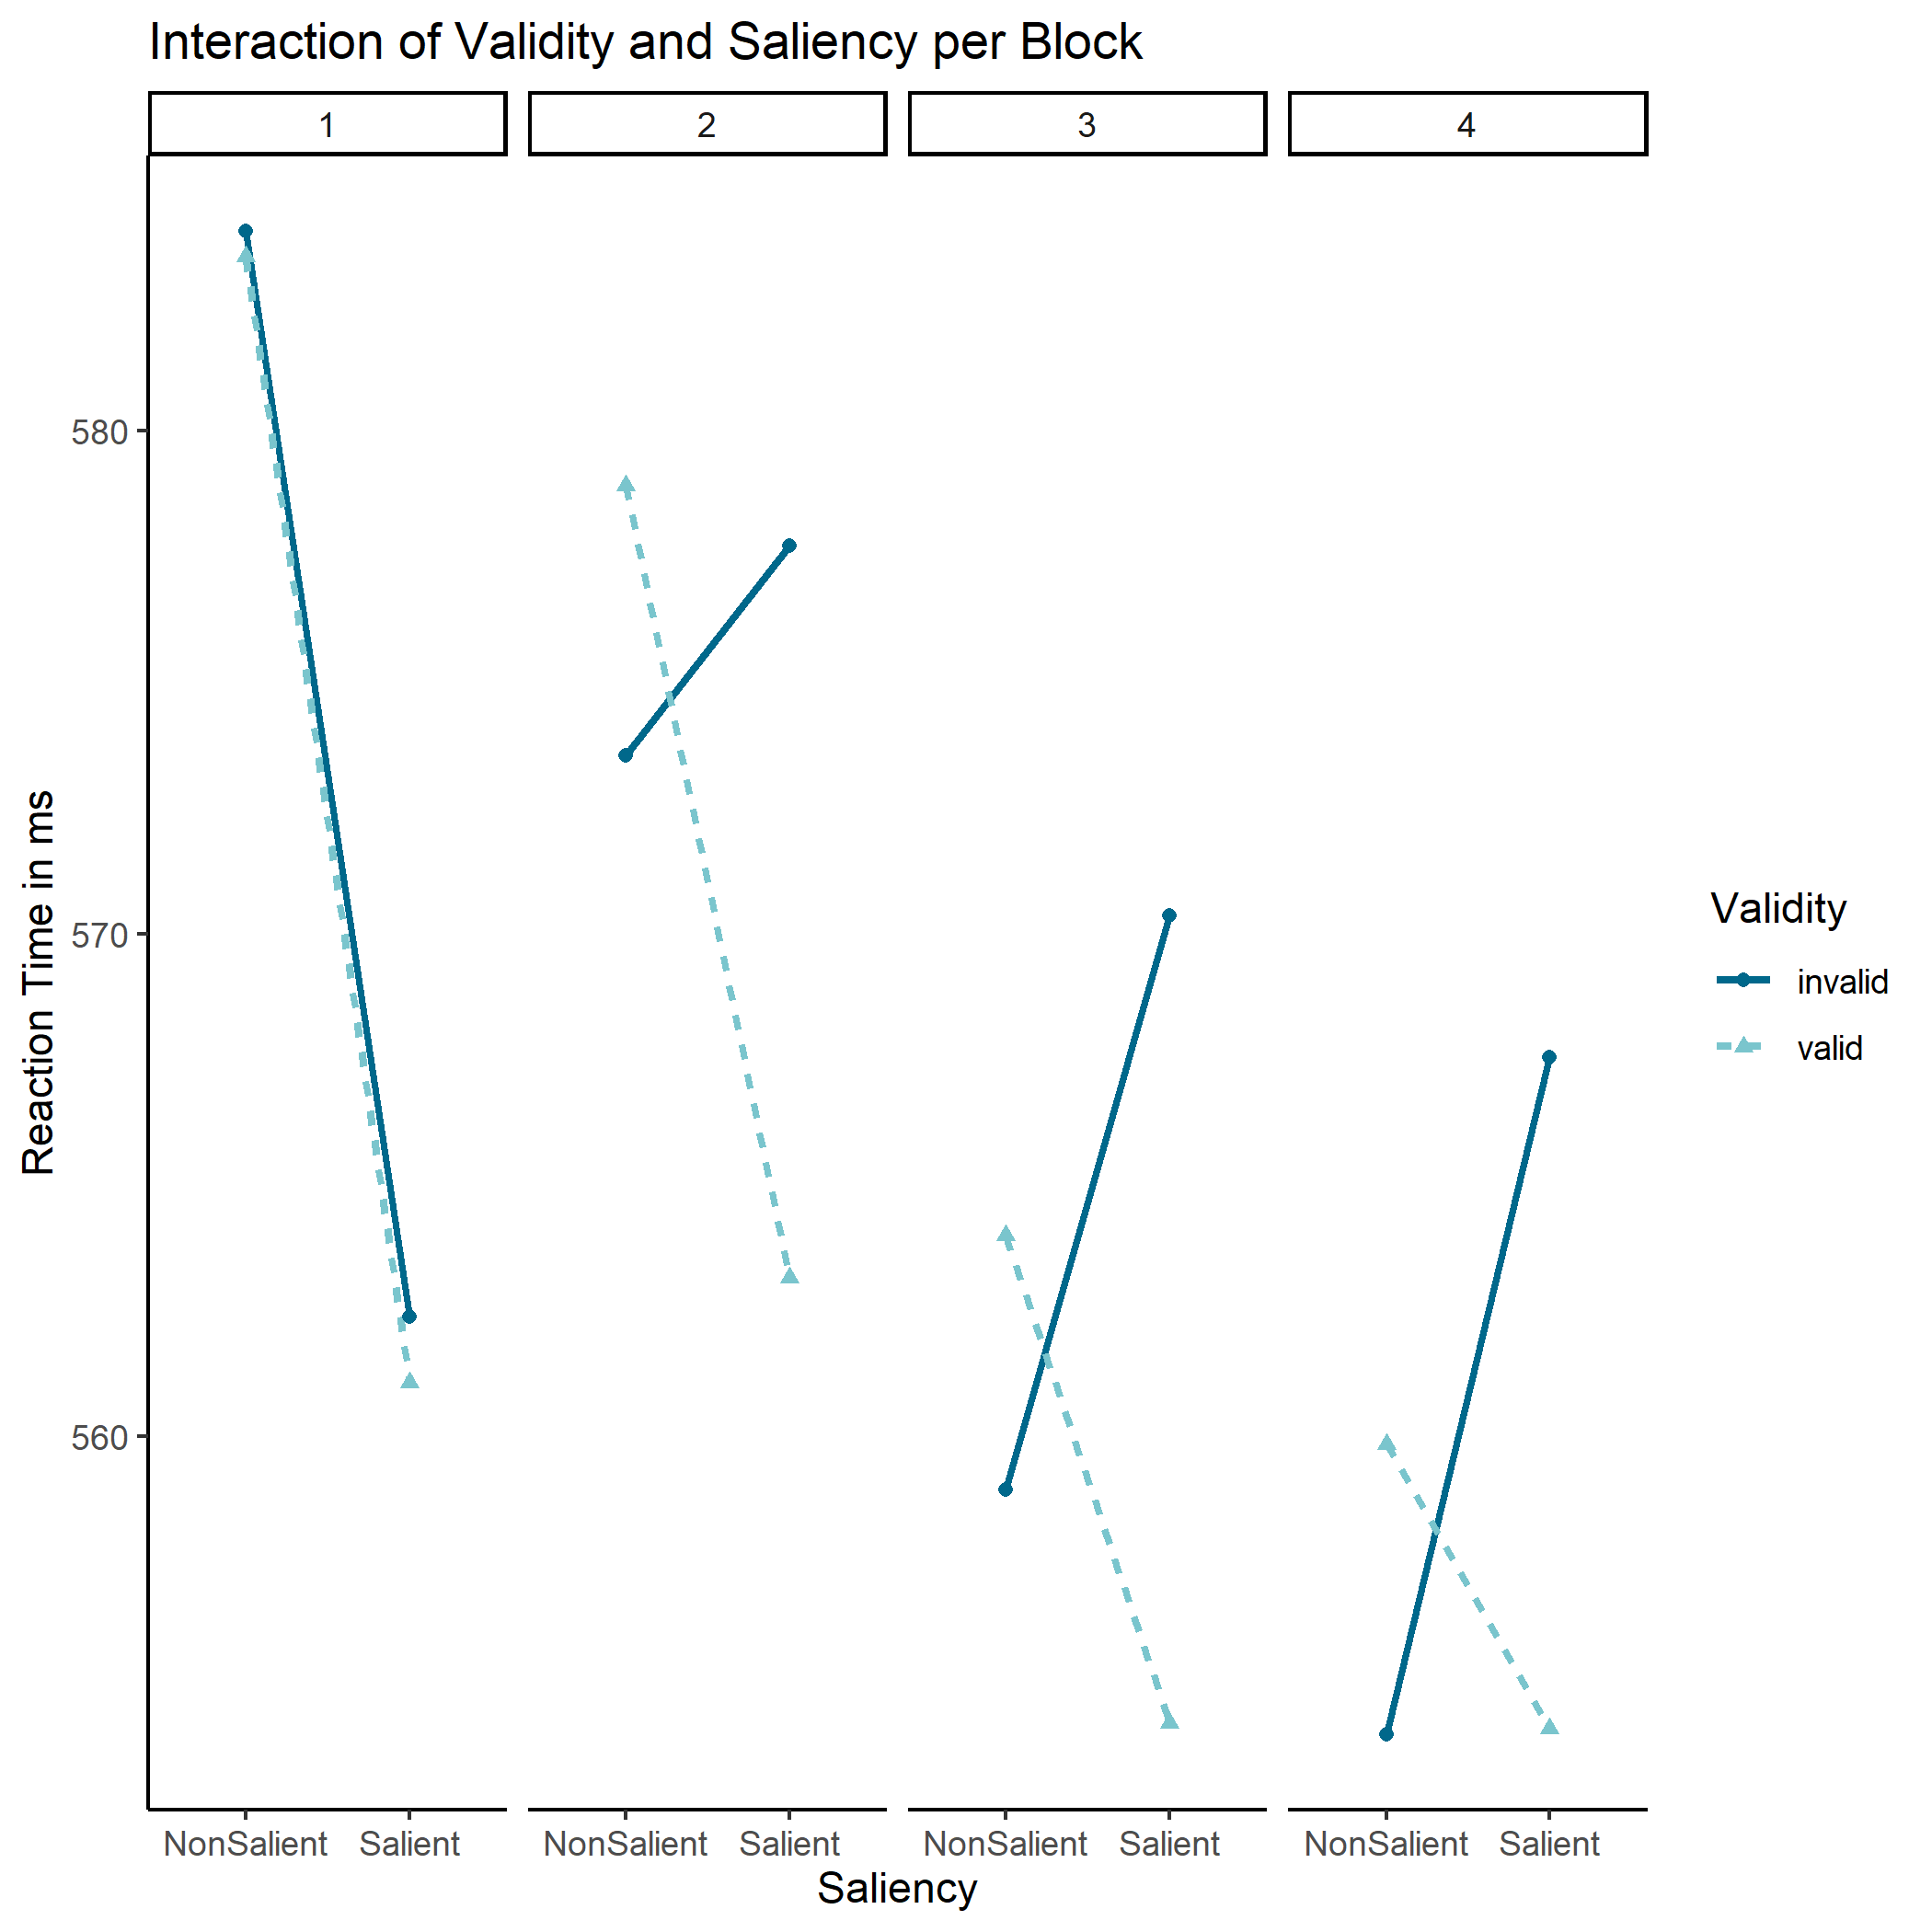 Interaction of Validity and Saliency per Block
1 2 3 4
580
570
560
Reaction Time in ms
NonSalient Salient NonSalient Salient NonSalient Salient NonSalient Salient
Saliency
Validity
invalid
valid